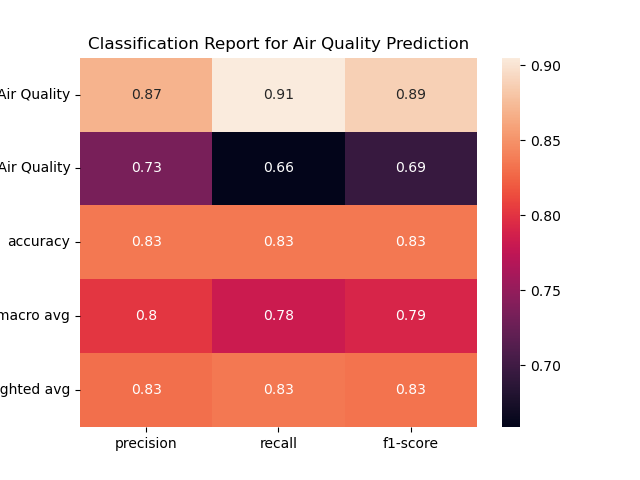 Classification Report for Air Quality Prediction
Air Quality 0.87 0.91 0.89 0.90
Air Quality 0.73 0.66 0.69 0.85
accuracy 0.83 0.83 0.83 0.80
macro avg 0.8 0.78 0.79 0.75
ghted avg 0.83 0.83 0.83 0.70
precision recall f1-score